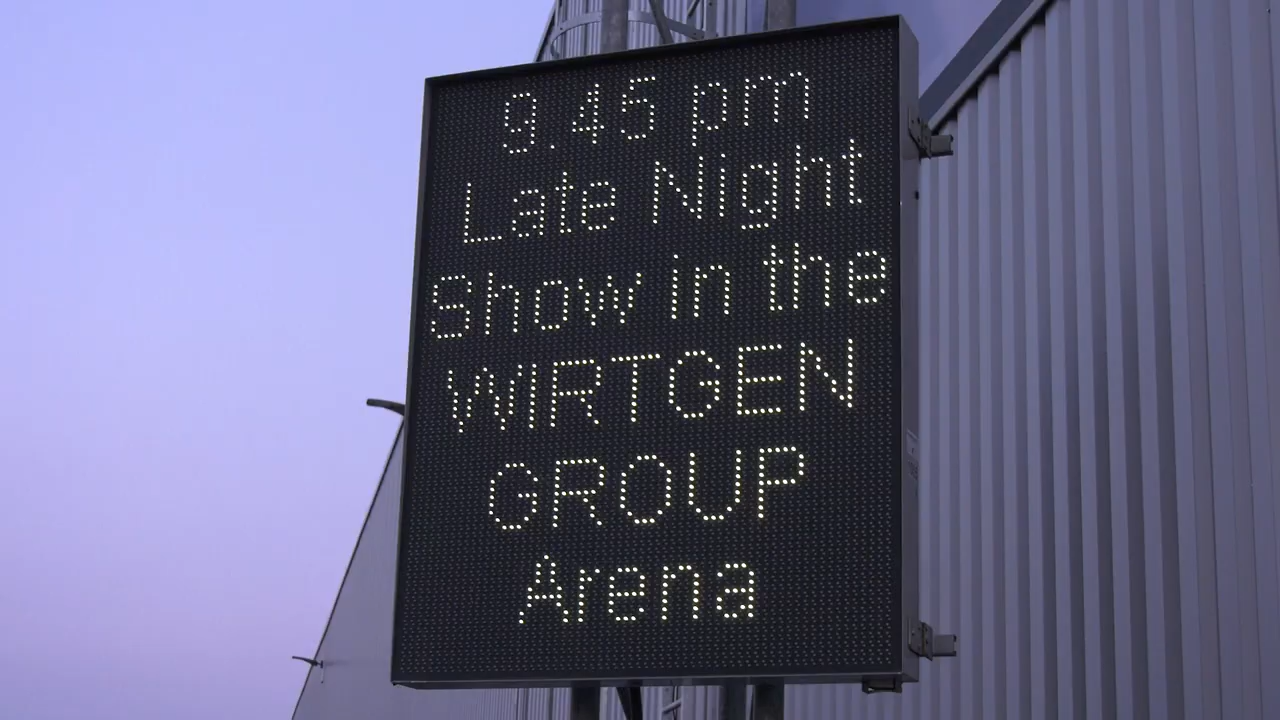 9.45 pm
Late Night
Show in the
WIRTGEN
GROUP
Arena